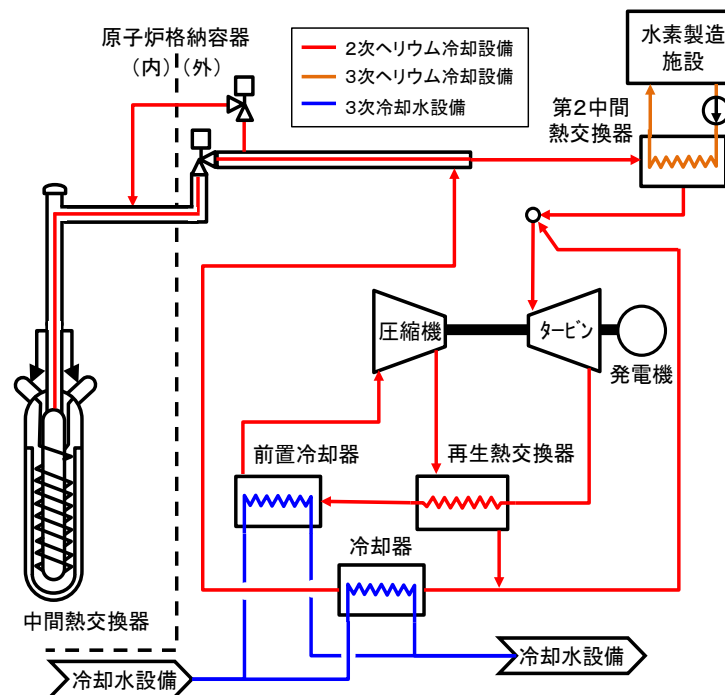 原子炉格納容器
（内）（外）
2次ヘリウム冷却設備
3次ヘリウム冷却設備
3次冷却水設備
水素製造
施設
第2中間
熱交換器
圧縮機
タービン
発電機
前置冷却器
再生熱交換器
冷却器
中間熱交換器
冷却水設備
冷却水設備